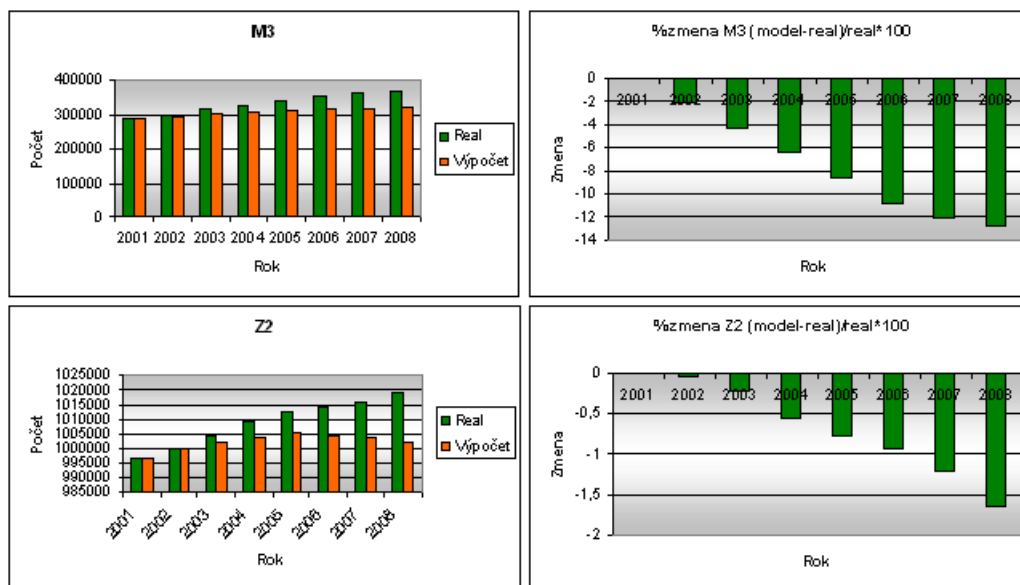 M3
400000
300000
200000
100000
0
Počet
2001 2002 2003 2004 2005 2006 2007 2008
Rok
Real
Výpočet
%zmena M3 (model-real)/real*100
0
-2
-4
-6
-8
-10
-12
-14
Zmena
2001 2002 2003 2004 2005 2006 2007 2008
Rok
Z2
1025000
1020000
1015000
1010000
1005000
1000000
995000
990000
985000
Počet
2001 2002 2003 2004 2005 2006 2007 2008
Rok
Real
Výpočet
%zmena Z2 (model-real)/real*100
0
-0,5
-1
-1,5
-2
Zmena
2001 2002 2003 2004 2005 2006 2007 2008
Rok